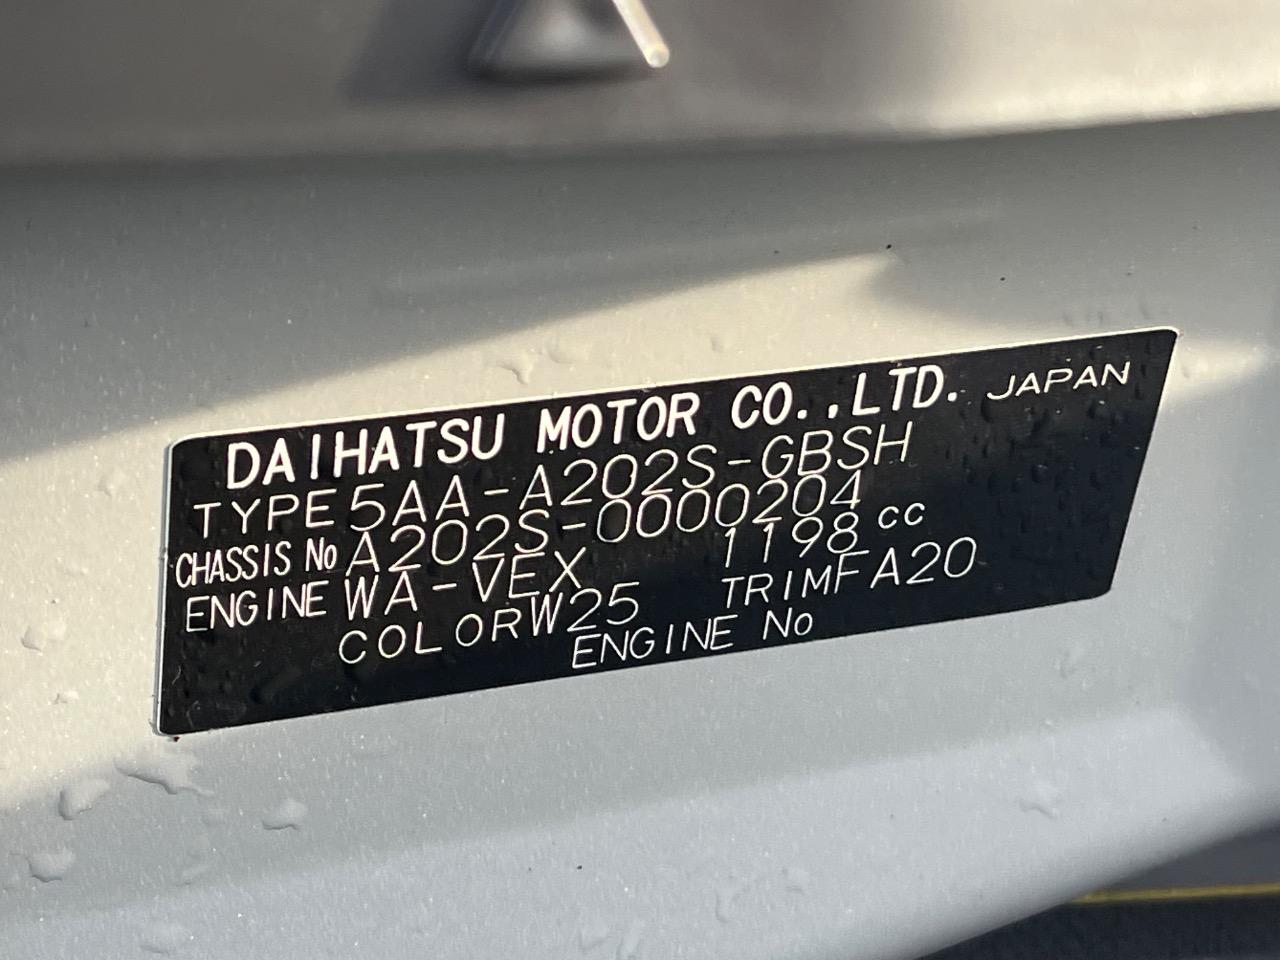 DAIHATSU MOTOR CO.,LTD. JAPAN
TYPE 5AA-A202S-GBSH
CHASSIS No A202S-0000204
ENGINE WA-VEX 1198 cc
COLOR W25 TRIM FA20
ENGINE No